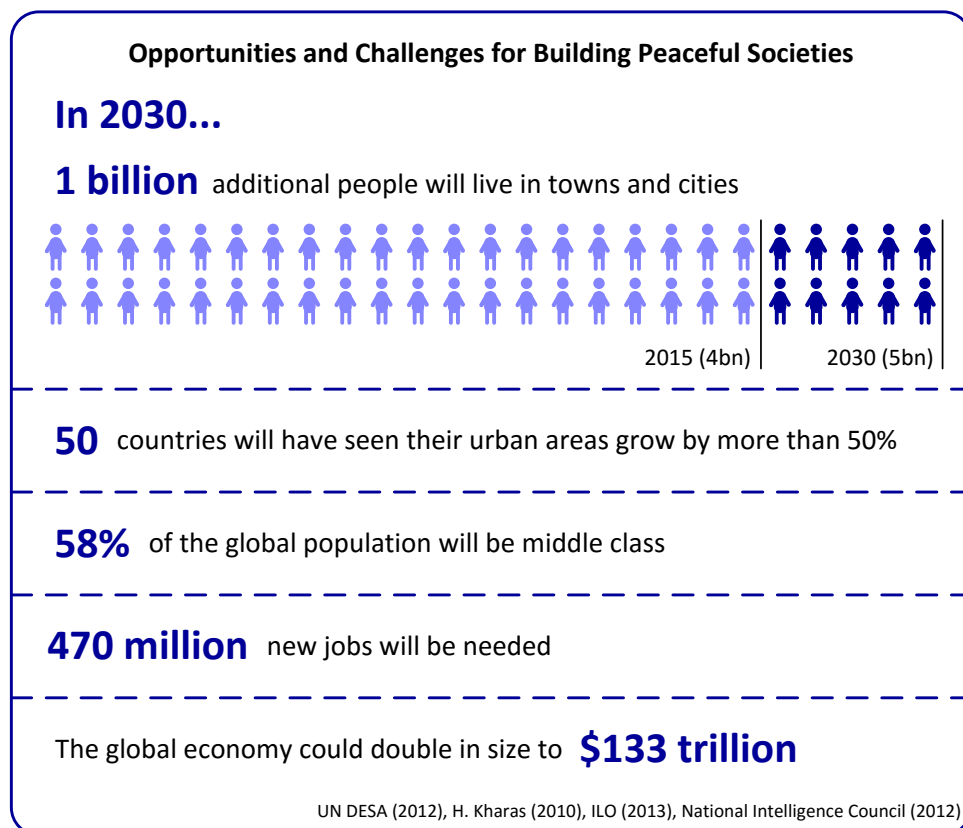 Opportunities and Challenges for Building Peaceful Societies
In 2030...
1 billion additional people will live in towns and cities
2015 (4bn) 2030 (5bn)
50 countries will have seen their urban areas grow by more than 50%
58% of the global population will be middle class
470 million new jobs will be needed
The global economy could double in size to $133 trillion
UN DESA (2012), H. Kharas (2010), ILO (2013), National Intelligence Council (2012)